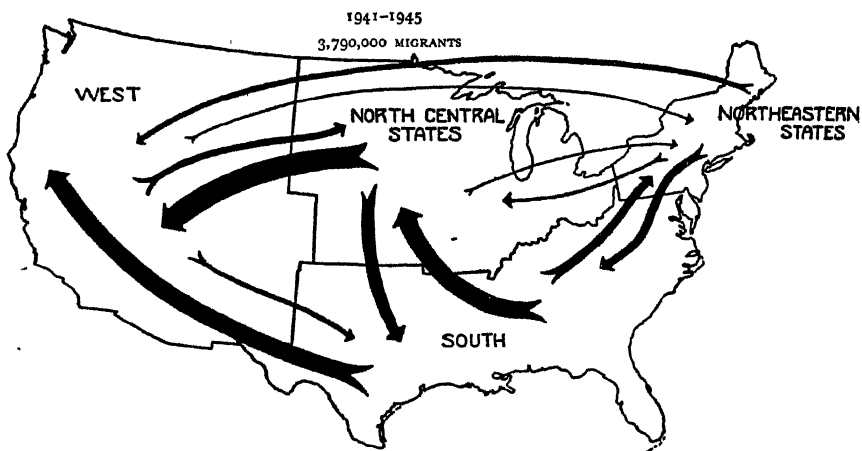 1941–1945
3,790,000 MIGRANTS
WEST
NORTH CENTRAL
STATES
NORTHEASTERN
STATES
SOUTH